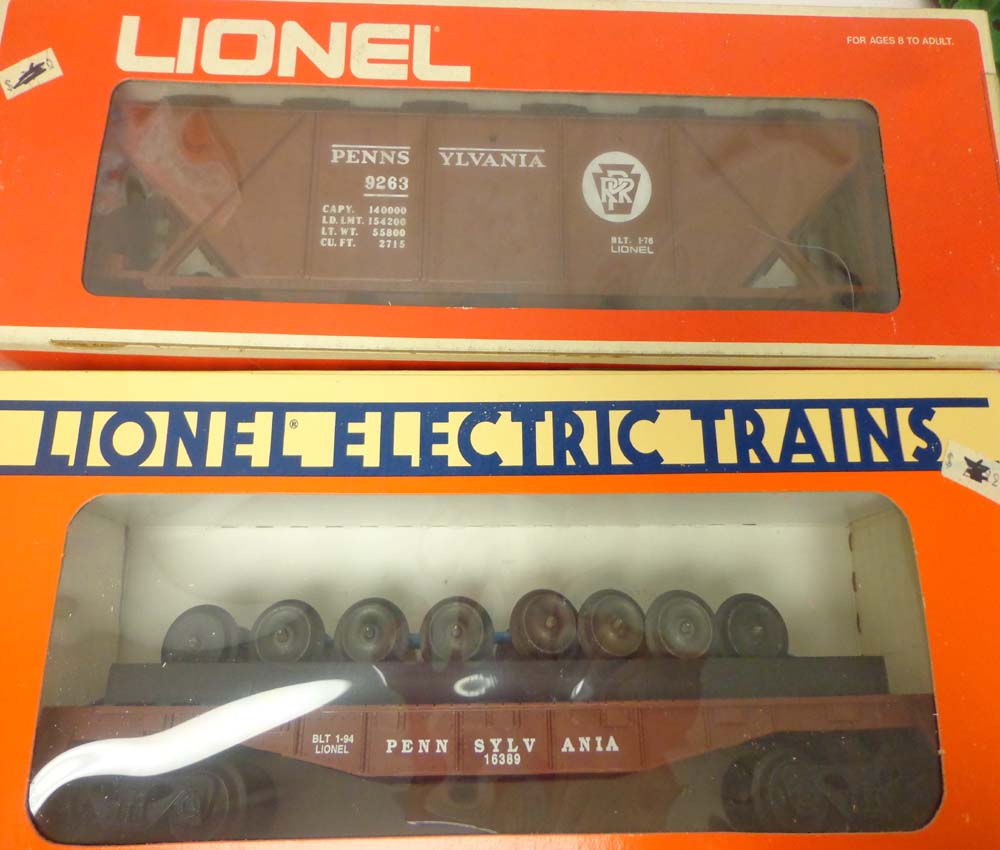 LIONEL
FOR AGES 8 TO ADULT.
PENNS YLVANIA
9263
CAPY. 140000
LD. LMT. 154200
LT. WT. 55800
CU. FT. 2715
PRR
BLT. 1-76
LIONEL
LIONEL® ELECTRIC TRAINS
BLT 1-94
LIONEL
PENN SYLV ANIA
16389